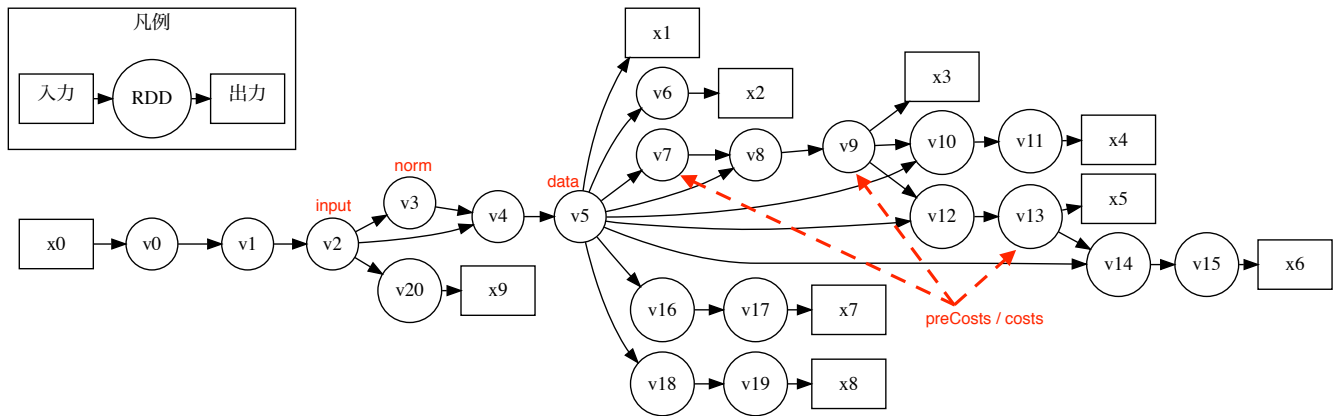 凡例
入力
RDD
出力
x0
v0
v1
input
v2
norm
v3
v4
v20
x9
data
v5
x1
v6
x2
v7
v8
v9
x3
v10
v11
x4
v12
v13
x5
v14
v15
x6
preCosts / costs
v16
v17
x7
v18
v19
x8